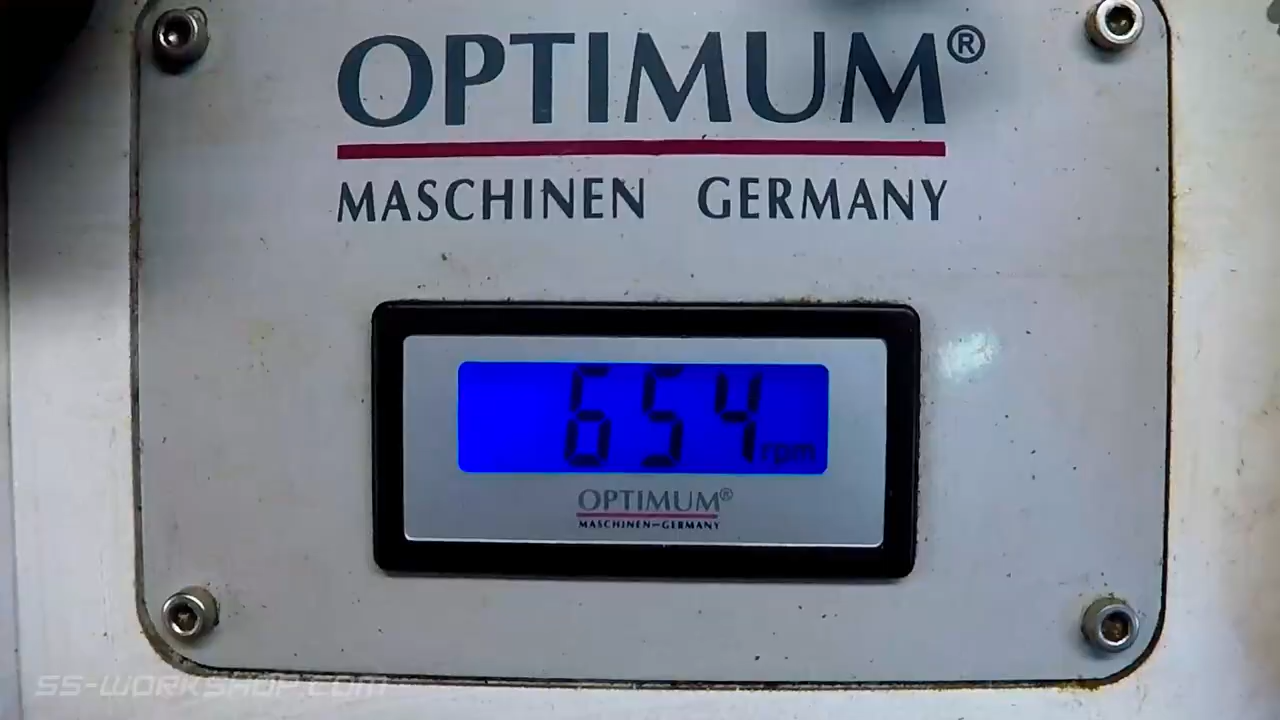 OPTIMUM®
MASCHINEN GERMANY
654 rpm
OPTIMUM®
MASCHINEN-GERMANY
SS-WORKSHOP.COM